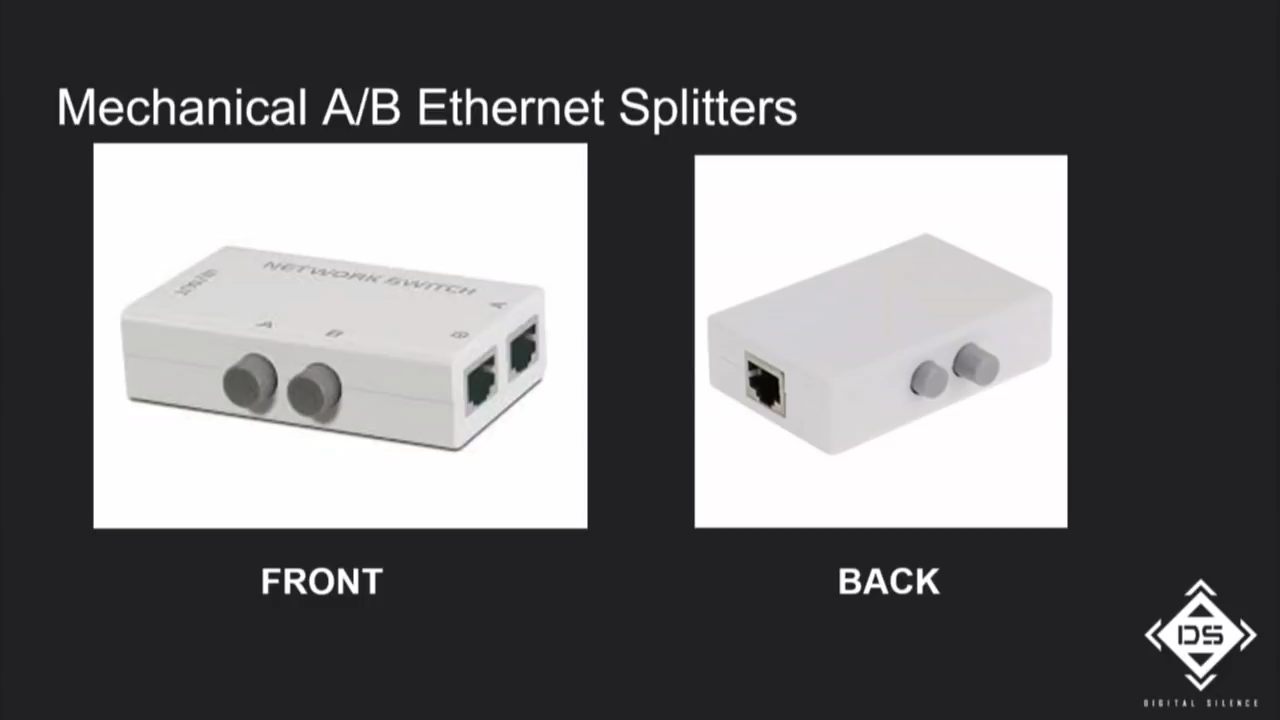 Mechanical A/B Ethernet Splitters
NETWORK SWITCH
A
B
B
A
FRONT
BACK
DS
DIGITAL SILENCE